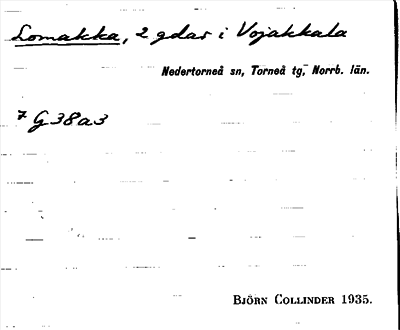 Lomakka, 2 gdar i Vojakkala
Nedertorneå sn, Torneå tg, Norrb. län.
7 G 38 a 3
BJÖRN COLLINDER 1935.